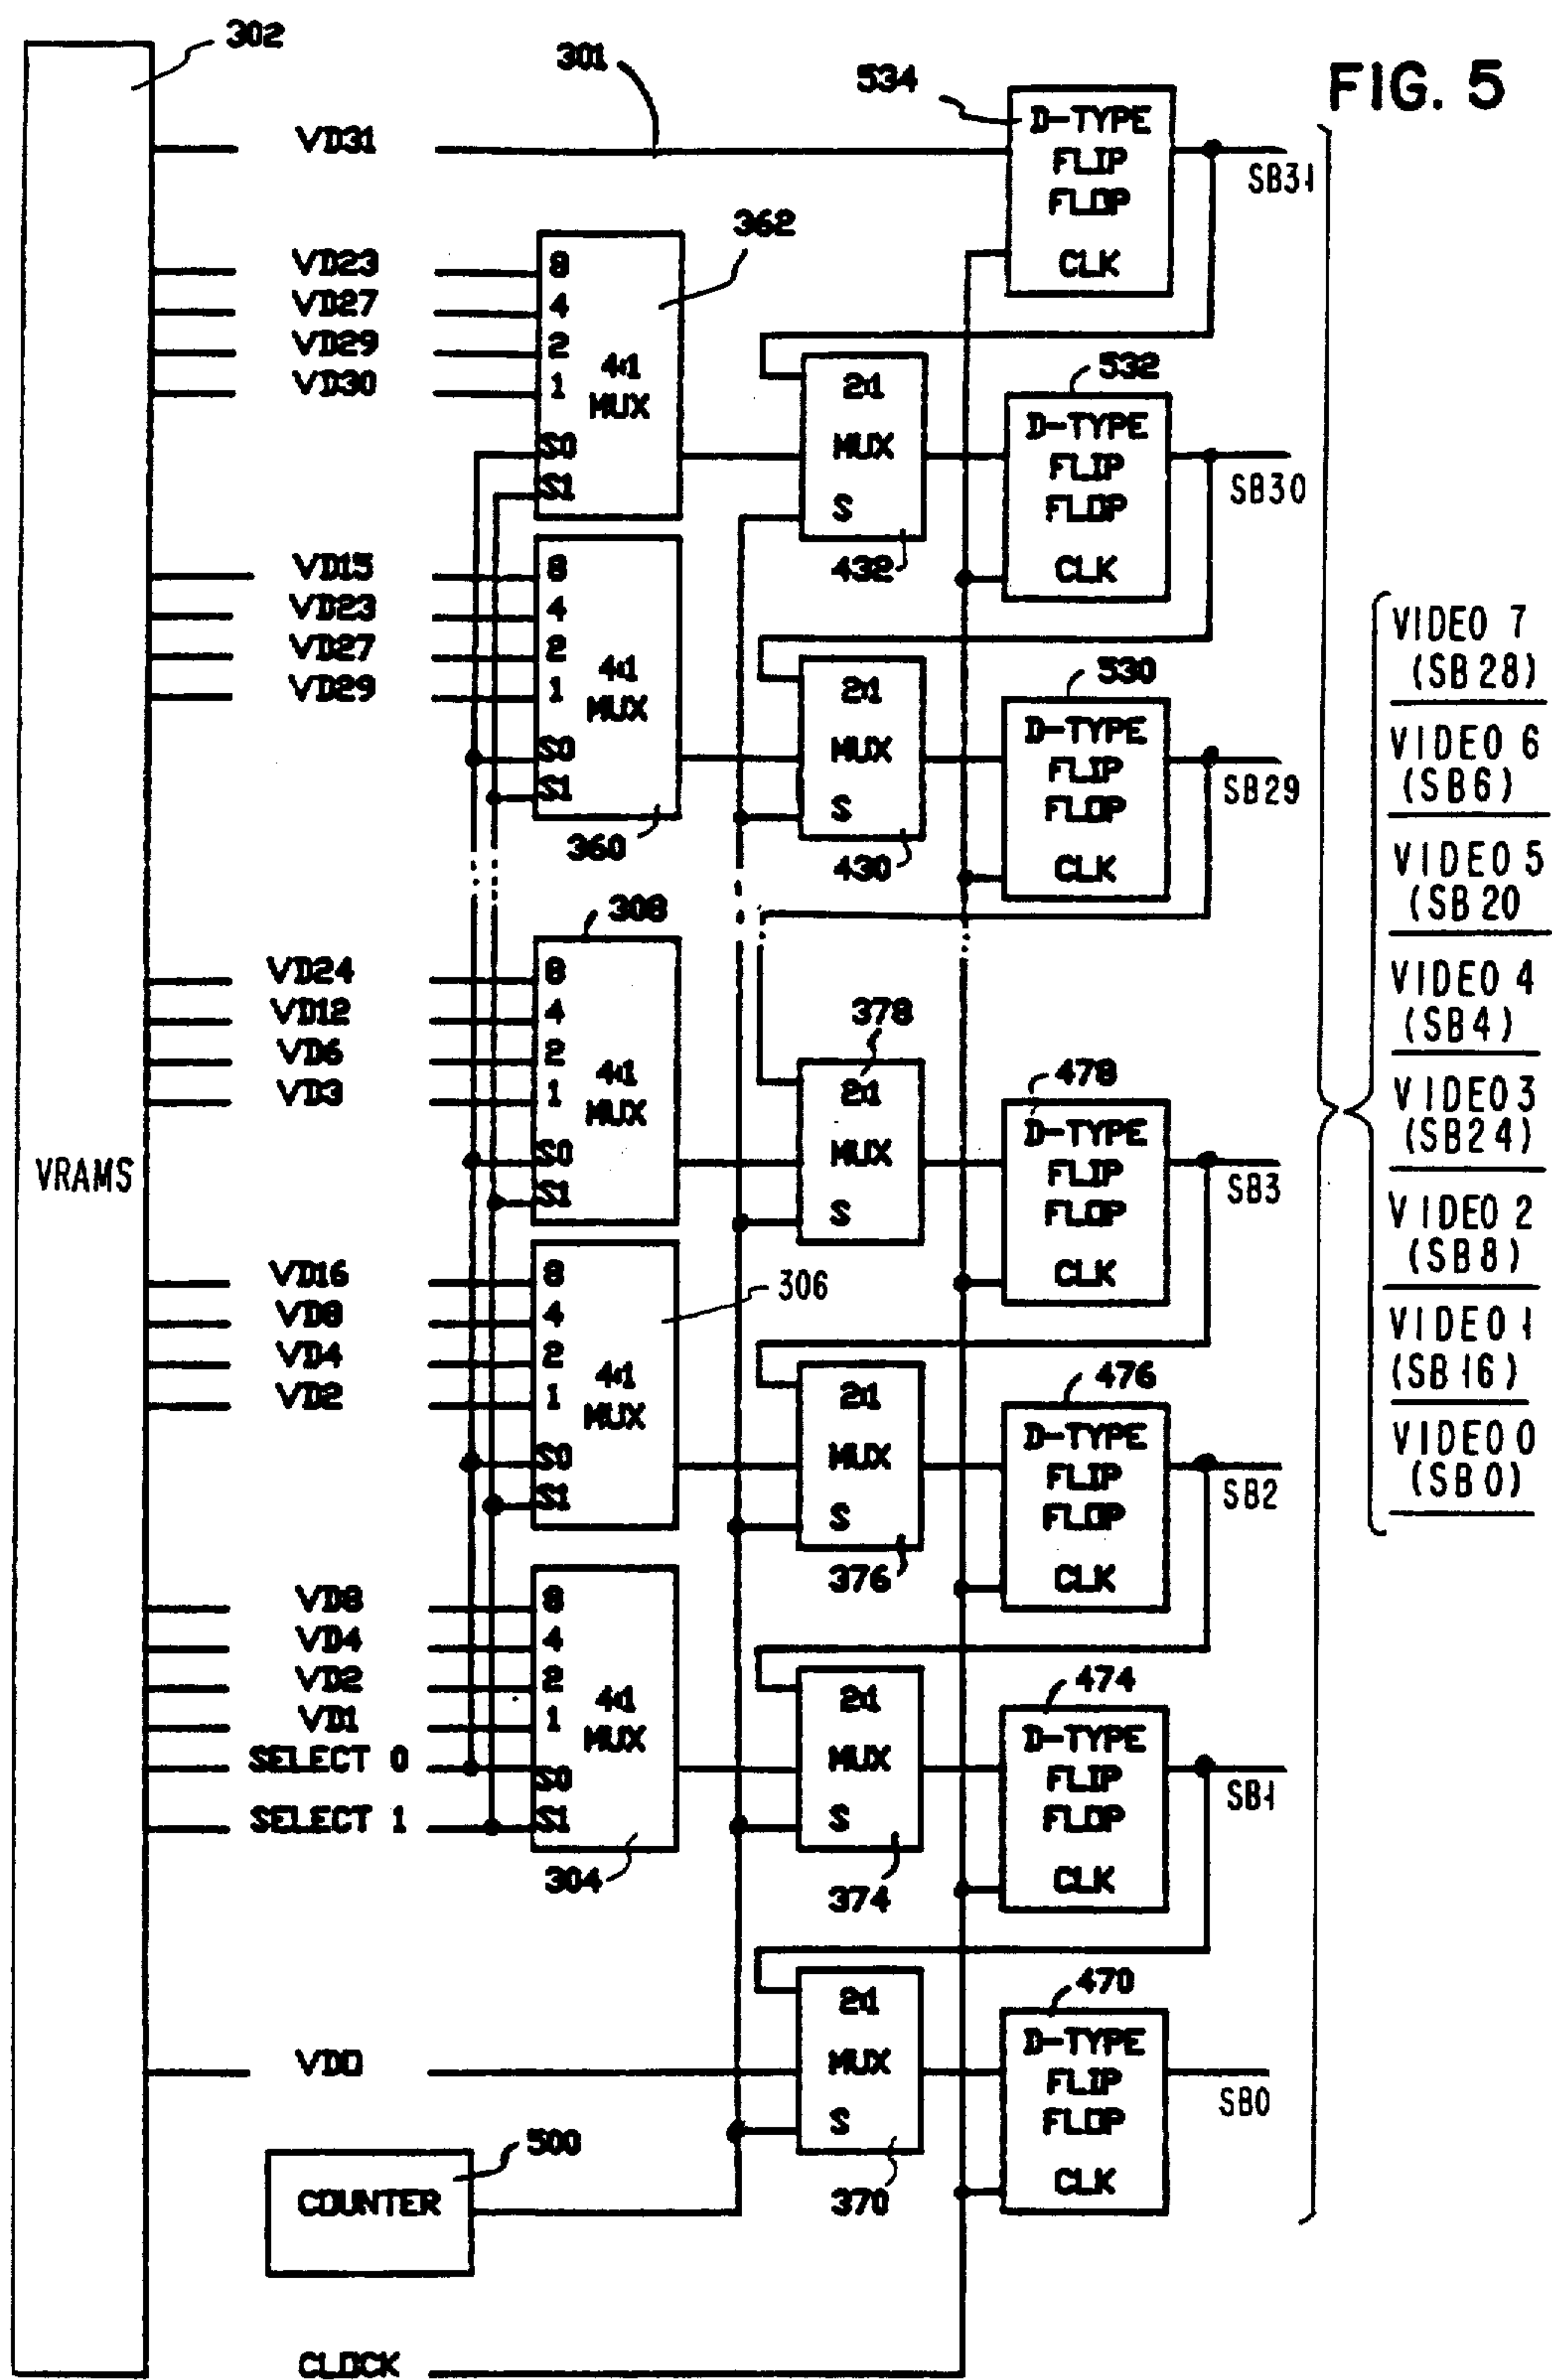 FIG. 5
302
301
534
VD31
D-TYPE
FLIP
FLOP
CLK
SB31
362
VD23
VD27
VD29
VD30
8
4
2
1
S0
S1
4:1
MUX
2:1
MUX
S
432
532
D-TYPE
FLIP
FLOP
CLK
SB30
VD15
VD23
VD27
VD29
8
4
2
1
S0
S1
4:1
MUX
360
2:1
MUX
S
430
530
D-TYPE
FLIP
FLOP
CLK
SB29
308
VD24
VD12
VD6
VD3
8
4
2
1
S0
S1
4:1
MUX
378
2:1
MUX
S
478
D-TYPE
FLIP
FLOP
CLK
SB3
VRAMS
VD16
VD8
VD4
VD2
8
4
2
1
S0
S1
4:1
MUX
306
2:1
MUX
S
376
476
D-TYPE
FLIP
FLOP
CLK
SB2
VD8
VD4
VD2
VD1
SELECT 0
SELECT 1
8
4
2
1
S0
S1
4:1
MUX
304
2:1
MUX
S
374
474
D-TYPE
FLIP
FLOP
CLK
SB1
VD0
2:1
MUX
S
370
470
D-TYPE
FLIP
FLOP
CLK
SB0
500
COUNTER
CLOCK
VIDEO 7
(SB28)
VIDEO 6
(SB6)
VIDEO 5
(SB20
VIDEO 4
(SB4)
VIDEO 3
(SB24)
VIDEO 2
(SB8)
VIDEO 1
(SB16)
VIDEO 0
(SB0)